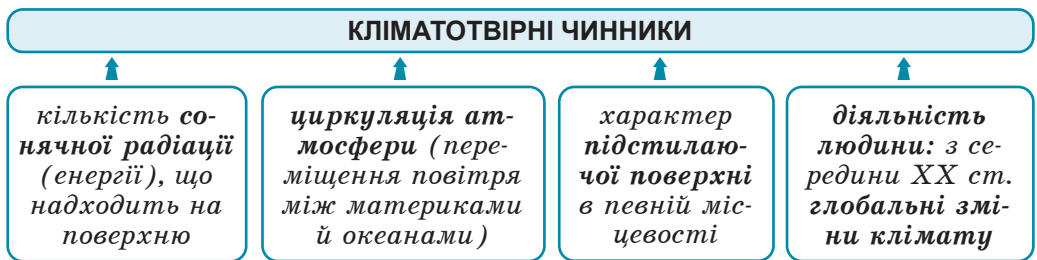 КЛІМАТОТВІРНІ ЧИННИКИ
кількість со-
нячної радіації
(енергії), що
надходить на
поверхню
циркуляція ат-
мосфери (пере-
міщення повітря
між материками
й океанами)
характер
підстилаю-
чої поверхні
в певній міс-
цевості
діяльність
людини: з се-
редини XX ст.
глобальні змі-
ни клімату